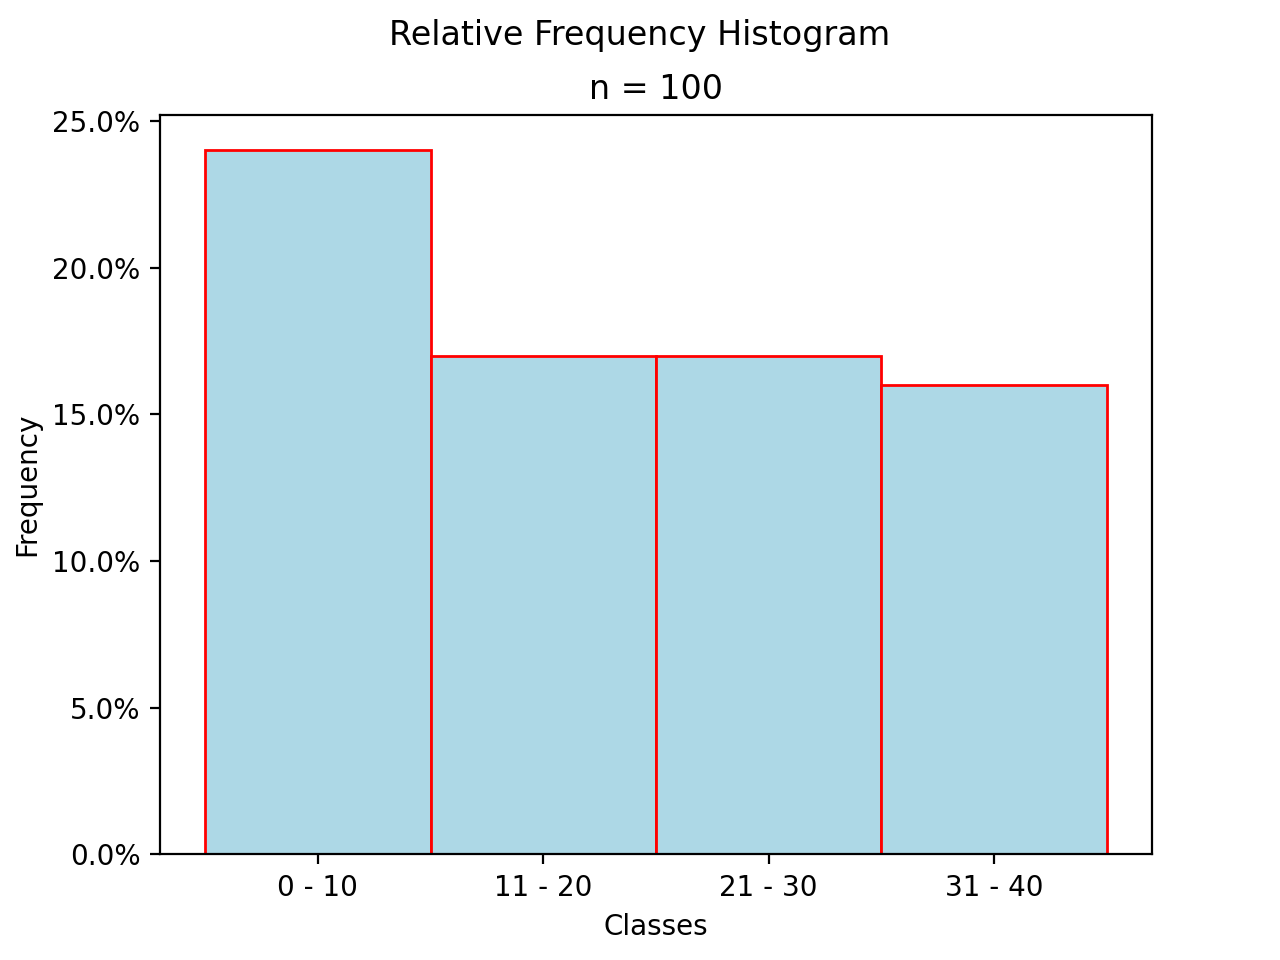 Relative Frequency Histogram
n = 100
25.0%
20.0%
15.0%
10.0%
5.0%
0.0%
Frequency
0 - 10
11 - 20
21 - 30
31 - 40
Classes